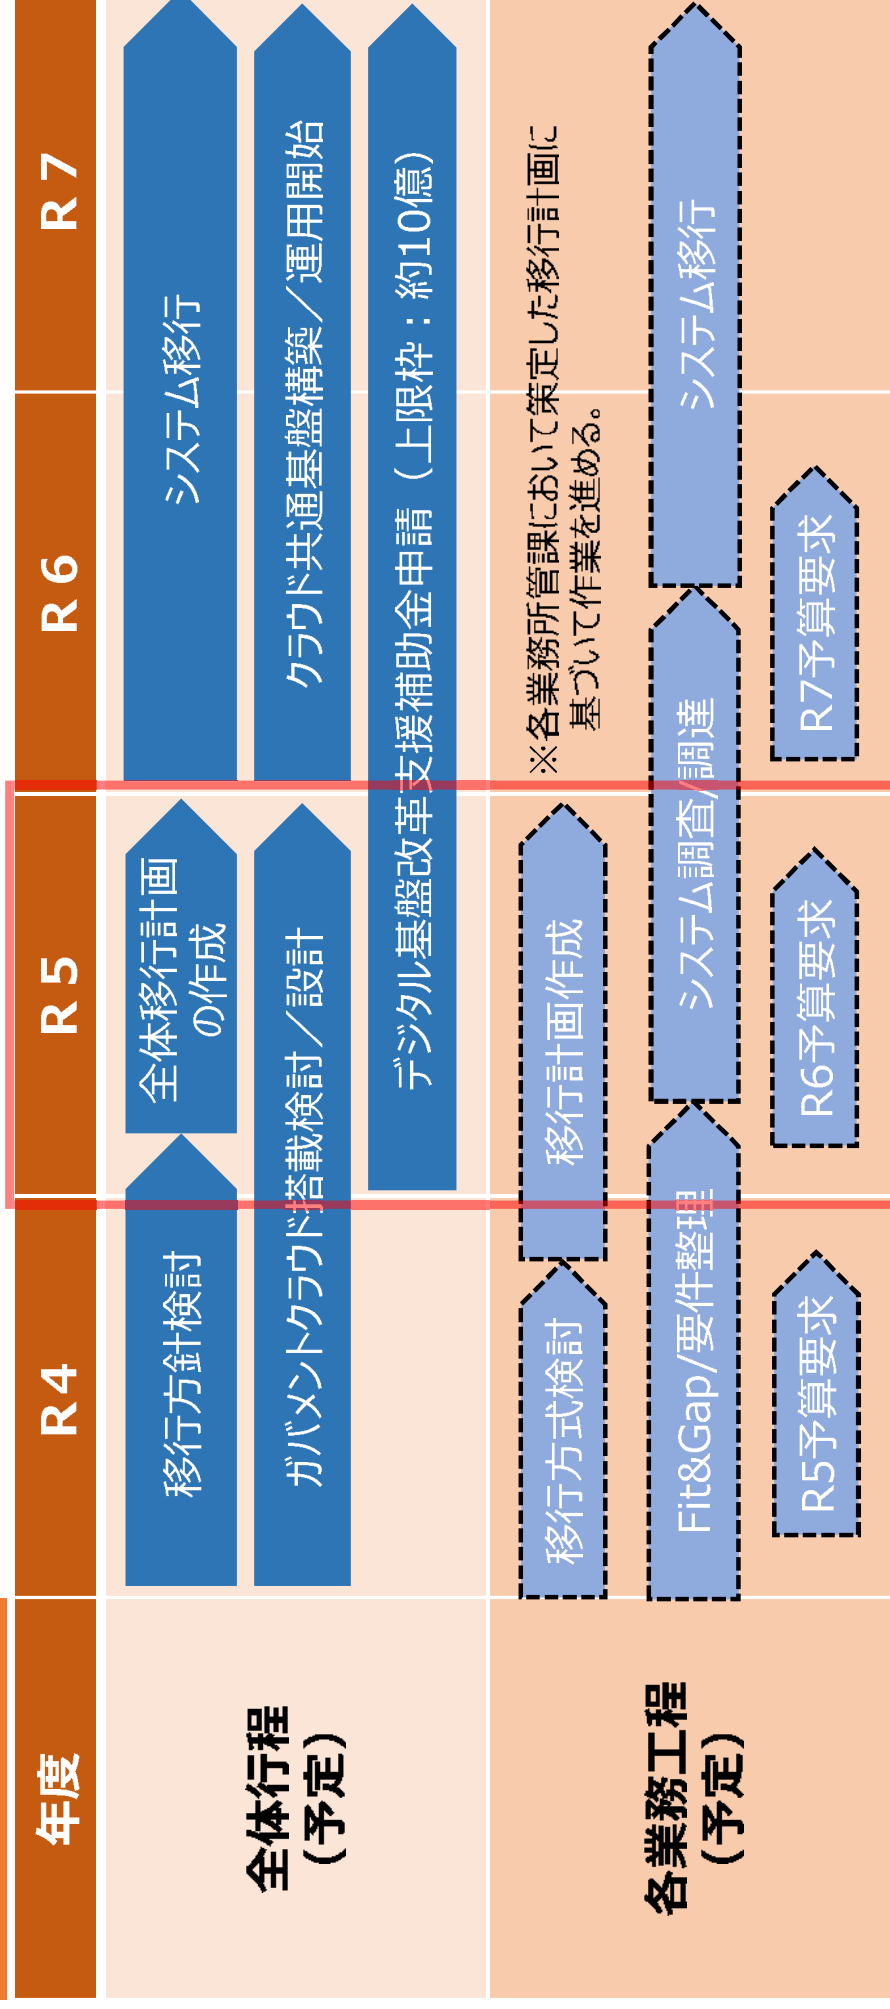 年度
R4
R5
R6
R7
全体行程
（予定）
移行方針検討
全体移行計画
の作成
システム移行
ガバメントクラウド搭載検討／設計
クラウド共通基盤構築／運用開始
デジタル基盤改革支援補助金申請（上限枠：約10億）
各業務工程
（予定）
※各業務所管課において策定した移行計画に
基づいて作業を進める。
移行方式検討
移行計画作成
Fit&Gap/要件整理
システム調査/調達
システム移行
R5予算要求
R6予算要求
R7予算要求